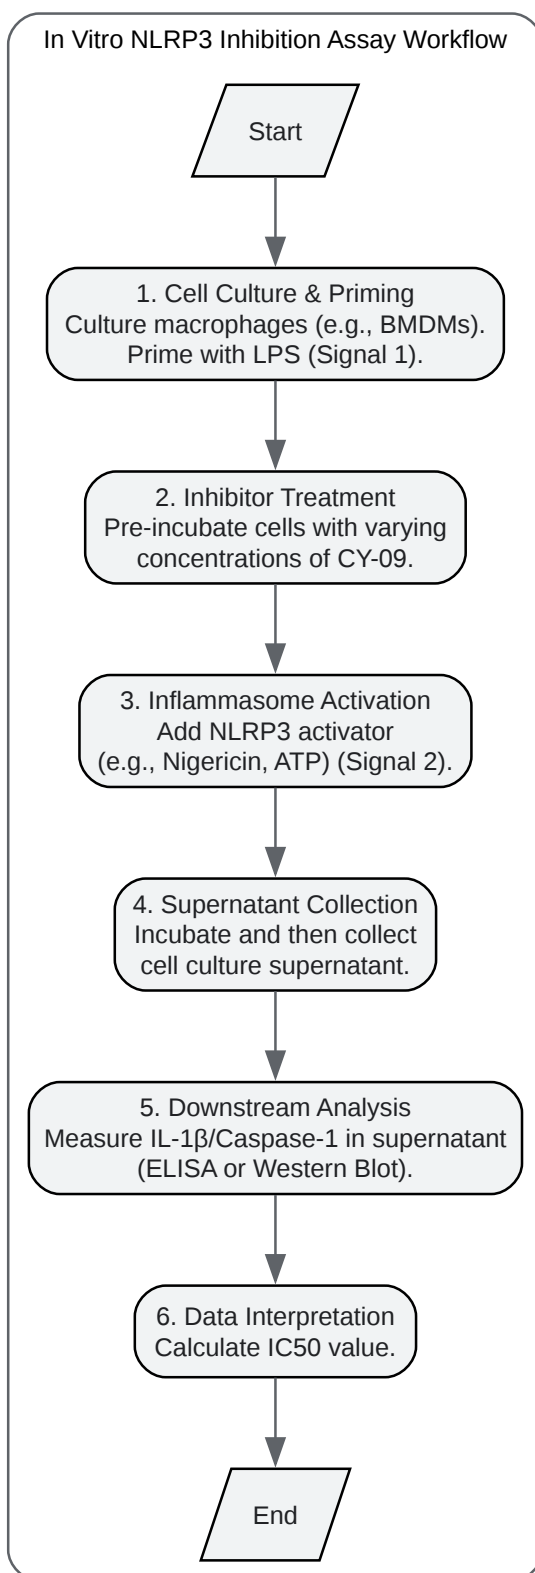 In Vitro NLRP3 Inhibition Assay Workflow
Start
1. Cell Culture & Priming
Culture macrophages (e.g., BMDMs).
Prime with LPS (Signal 1).
2. Inhibitor Treatment
Pre-incubate cells with varying
concentrations of CY-09.
3. Inflammasome Activation
Add NLRP3 activator
(e.g., Nigericin, ATP) (Signal 2).
4. Supernatant Collection
Incubate and then collect
cell culture supernatant.
5. Downstream Analysis
Measure IL-1β/Caspase-1 in supernatant
(ELISA or Western Blot).
6. Data Interpretation
Calculate IC50 value.
End